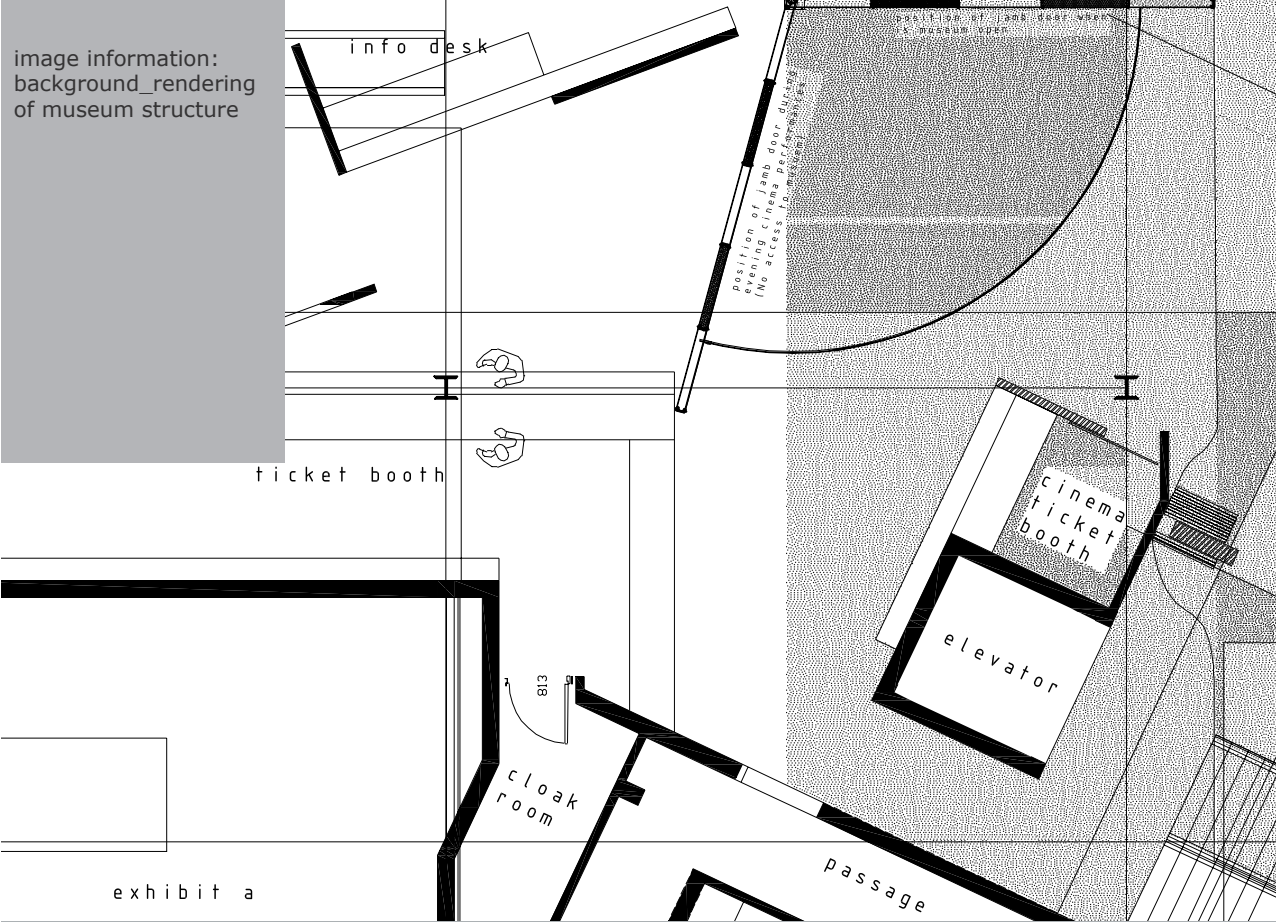 image information:
background_rendering
of museum structure
info desk
position of jamb door when
is museum open
position of jamb door during
evening cinema performances
(No access to museum)
ticket booth
cinema
ticket
booth
elevator
813
cloak
room
passage
exhibit a